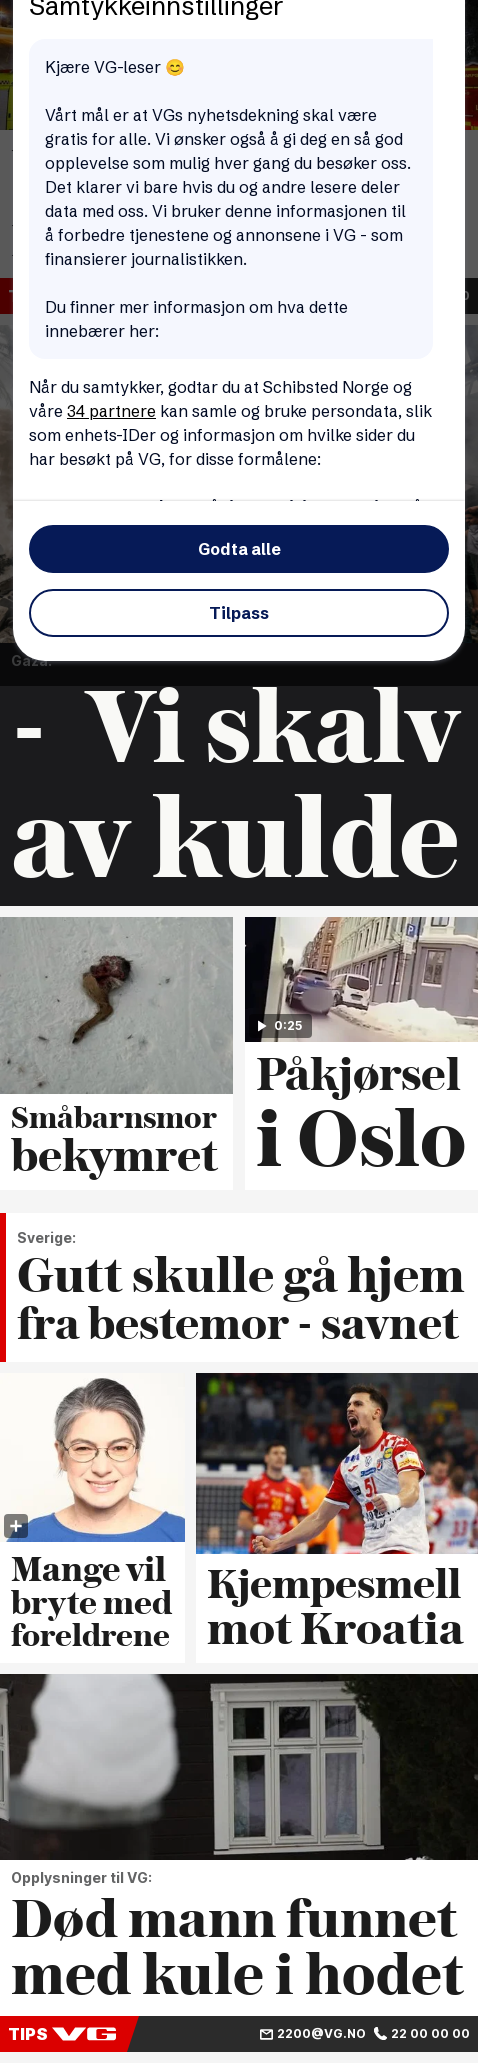 Samtykkeinnstillinger
Kjære VG-leser 😊
Vårt mål er at VGs nyhetsdekning skal være
gratis for alle. Vi ønsker også å gi deg en så god
opplevelse som mulig hver gang du besøker oss.
Det klarer vi bare hvis du og andre lesere deler
data med oss. Vi bruker denne informasjonen til
å forbedre tjenestene og annonsene i VG - som
finansierer journalistikken.
Du finner mer informasjon om hva dette
innebærer her:
Når du samtykker, godtar du at Schibsted Norge og
våre 34 partnere kan samle og bruke persondata, slik
som enhets-IDer og informasjon om hvilke sider du
har besøkt på VG, for disse formålene:
Godta alle
Tilpass
Gaza:
- Vi skalv
av kulde
0:25
Småbarnsmor
bekymret
Påkjørsel
i Oslo
Sverige:
Gutt skulle gå hjem
fra bestemor - savnet
Mange vil
bryte med
foreldrene
Kjempesmell
mot Kroatia
Opplysninger til VG:
Død mann funnet
med kule i hodet
TIPS VG 2200@VG.NO 22 00 00 00